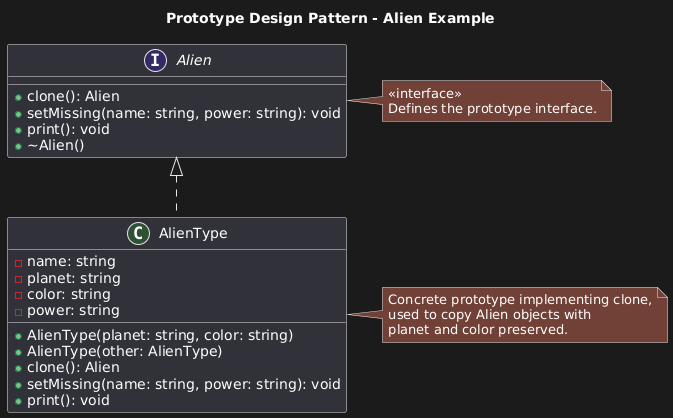 Prototype Design Pattern - Alien Example
I Alien
clone(): Alien
setMissing(name: string, power: string): void
print(): void
~Alien()
«interface»
Defines the prototype interface.
C AlienType
name: string
planet: string
color: string
power: string
AlienType(planet: string, color: string)
AlienType(other: AlienType)
clone(): Alien
setMissing(name: string, power: string): void
print(): void
Concrete prototype implementing clone,
used to copy Alien objects with
planet and color preserved.